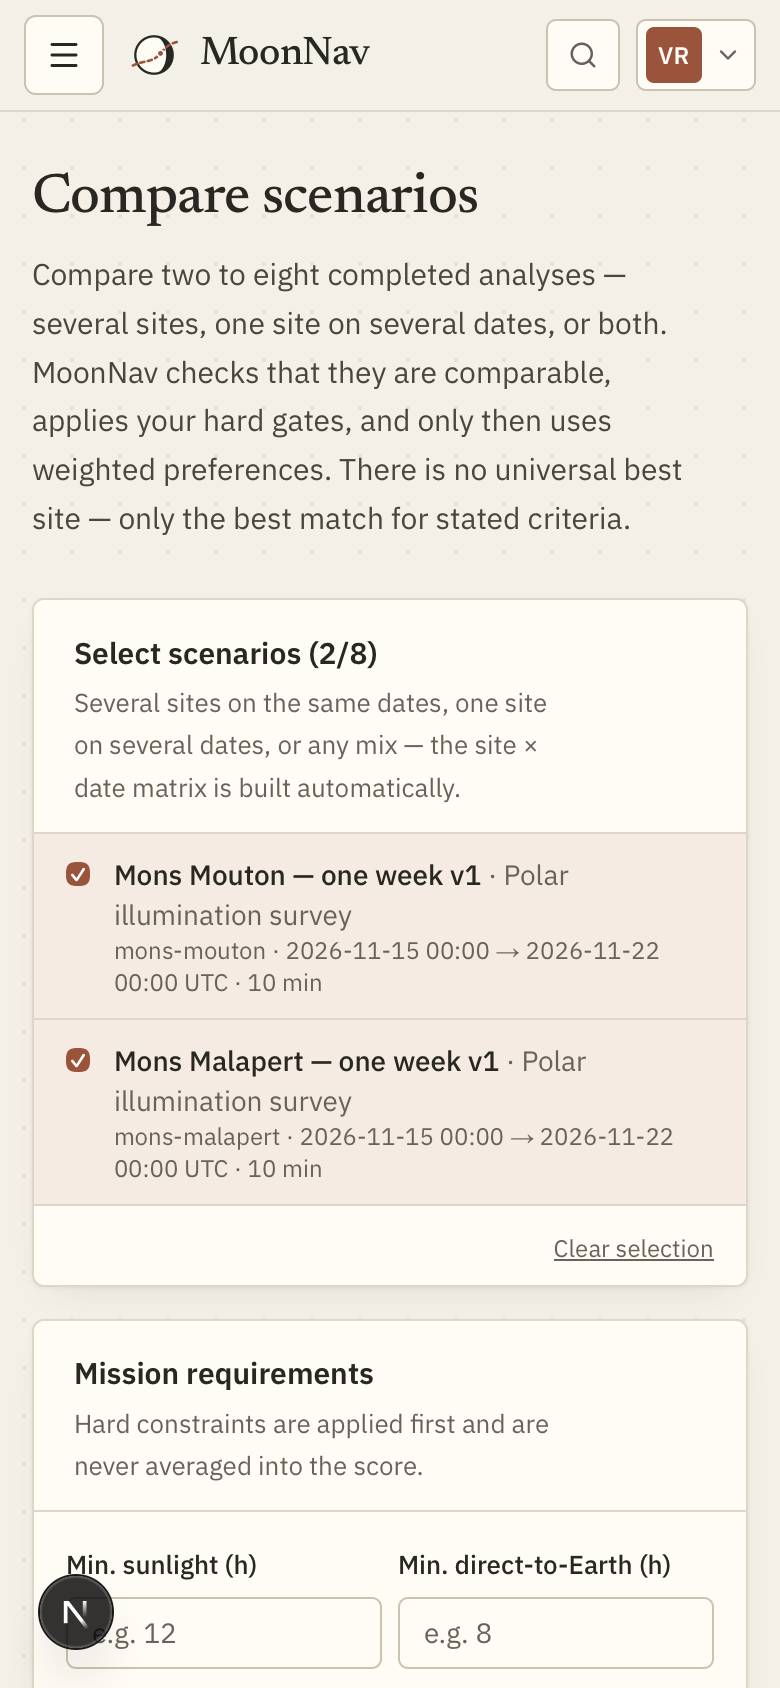 MoonNav
VR
Compare scenarios
Compare two to eight completed analyses —
several sites, one site on several dates, or both.
MoonNav checks that they are comparable,
applies your hard gates, and only then uses
weighted preferences. There is no universal best
site — only the best match for stated criteria.
Select scenarios (2/8)
Several sites on the same dates, one site
on several dates, or any mix — the site ×
date matrix is built automatically.
Mons Mouton — one week v1 · Polar
illumination survey
mons-mouton · 2026-11-15 00:00 → 2026-11-22
00:00 UTC · 10 min
Mons Malapert — one week v1 · Polar
illumination survey
mons-malapert · 2026-11-15 00:00 → 2026-11-22
00:00 UTC · 10 min
Clear selection
Mission requirements
Hard constraints are applied first and are
never averaged into the score.
Min. sunlight (h) Min. direct-to-Earth (h)
N e.g. 12 e.g. 8